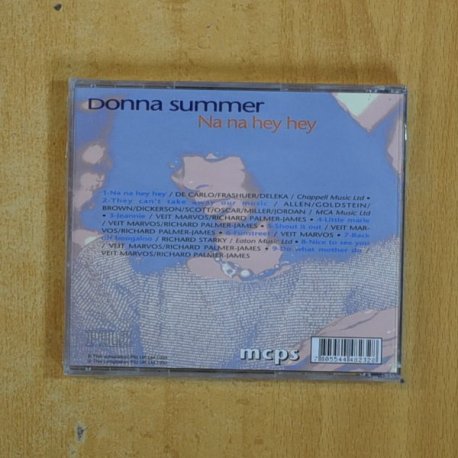 Donna summer
Na na hey hey
1-Na na hey hey / DE CARLO/FRASHUER/DELEKA / Chappell Music Ltd •
2-They can't take away our music / ALLEN/GOLDSTEIN/
BROWN/DICKERSON/SCOTT/OSCAR/MILLER/JORDAN / MCA Music Ltd
• 3-Jeannie / VEIT MARVOS/RICHARD PALMER-JAMES • 4-Little marie
/ VEIT MARVOS/RICHARD PALMER-JAMES • 5-Shout it out / VEIT MAR-
VOS/RICHARD PALMER-JAMES • 6-Funstreet / VEIT MARVOS • 7-Back
off boogaloo / RICHARD STARKY / Eaton Music Ltd • 8-Nice to see you
/ VEIT MARVOS/RICHARD PALMER-JAMES • 9-Do what mother do /
VEIT MARVOS/RICHARD PALMER-JAMES
mcps